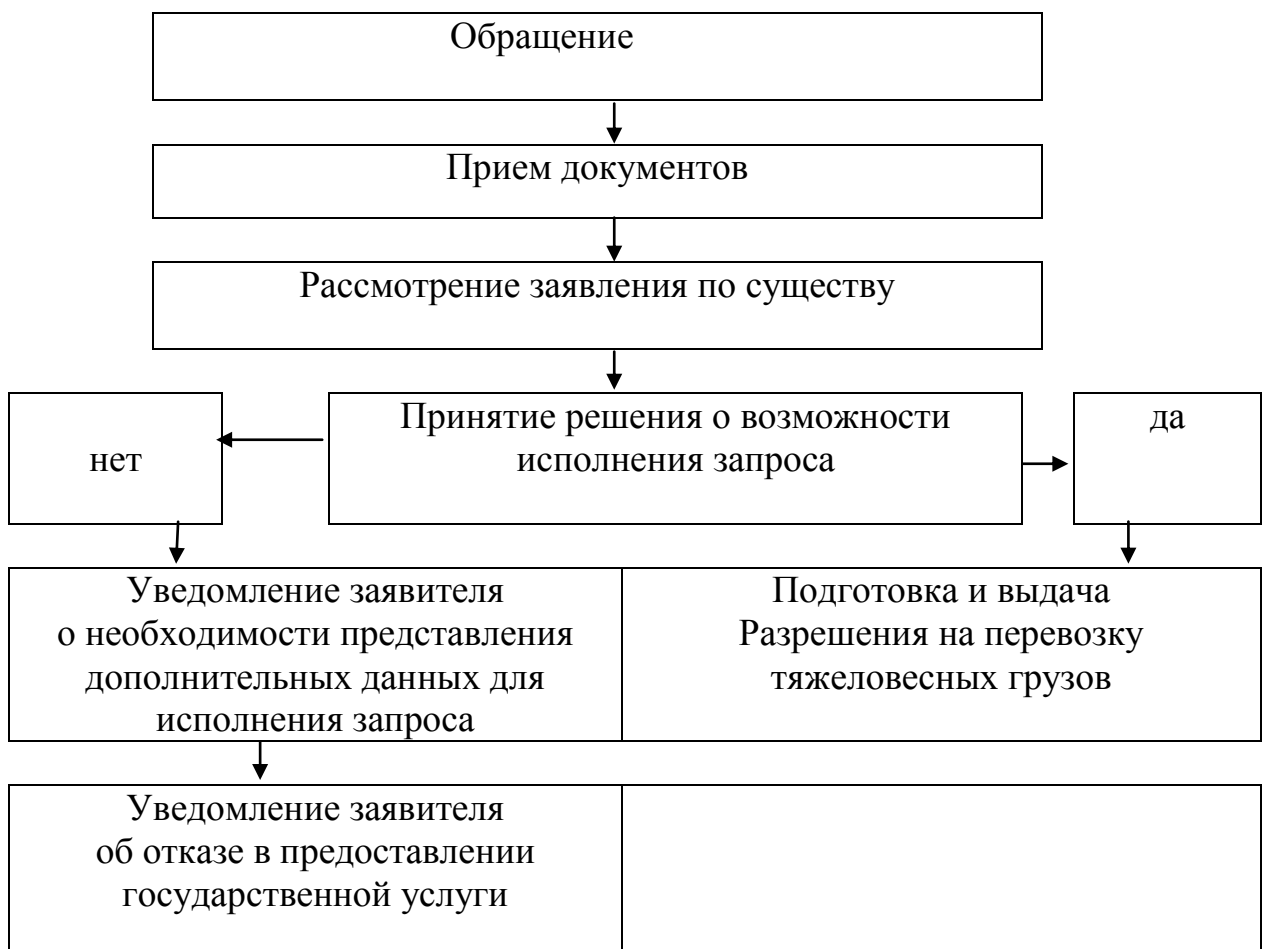 Обращение
Прием документов
Рассмотрение заявления по существу
Принятие решения о возможности
исполнения запроса
нет
да
Уведомление заявителя
о необходимости представления
дополнительных данных для
исполнения запроса
Подготовка и выдача
Разрешения на перевозку
тяжеловесных грузов
Уведомление заявителя
об отказе в предоставлении
государственной услуги